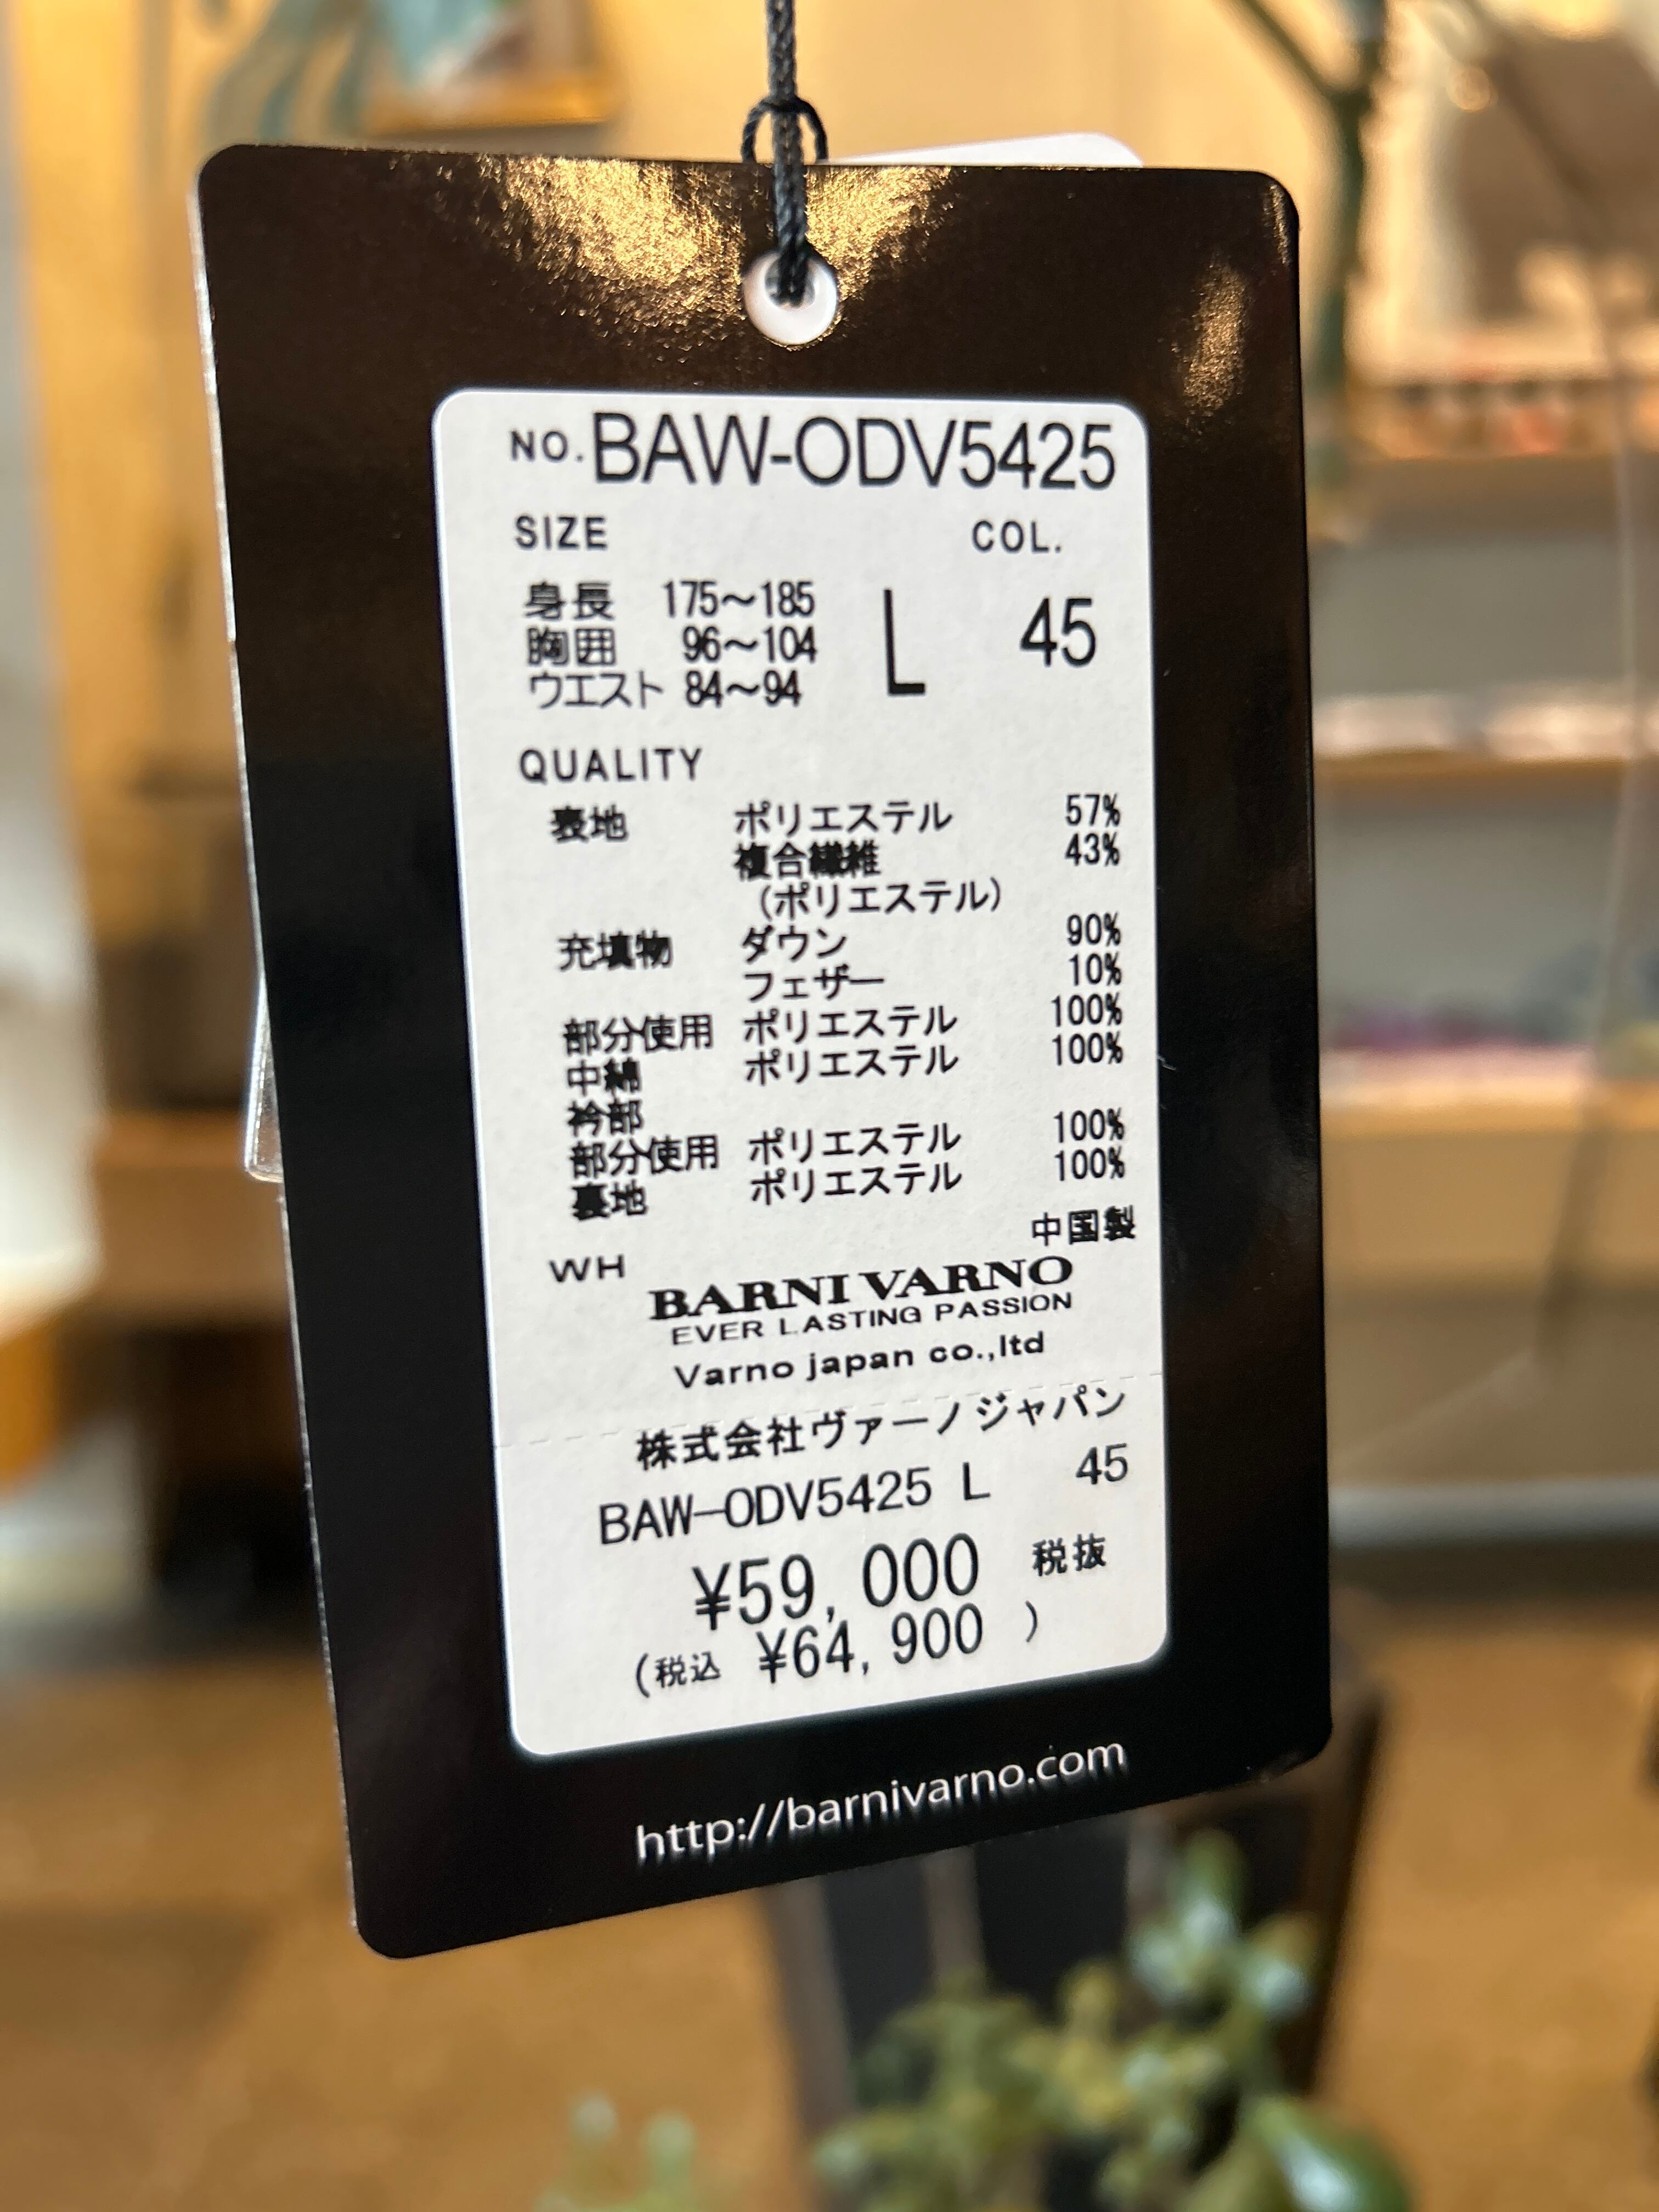 NO. BAW-ODV5425
SIZE COL.
身長 175～185
胸囲 96～104 L 45
ウエスト 84～94
QUALITY
表地 ポリエステル 57%
複合繊維 43%
(ポリエステル)
充填物 ダウン 90%
フェザー 10%
部分使用 ポリエステル 100%
中綿 ポリエステル 100%
衿部
部分使用 ポリエステル 100%
裏地 ポリエステル 100%
中国製
WH
BARNI VARNO
EVER LASTING PASSION
Varno japan co.,ltd
株式会社ヴァーノジャパン
BAW-ODV5425 L 45
¥59,000 税抜
(税込 ¥64,900 )
http://barnivarno.com